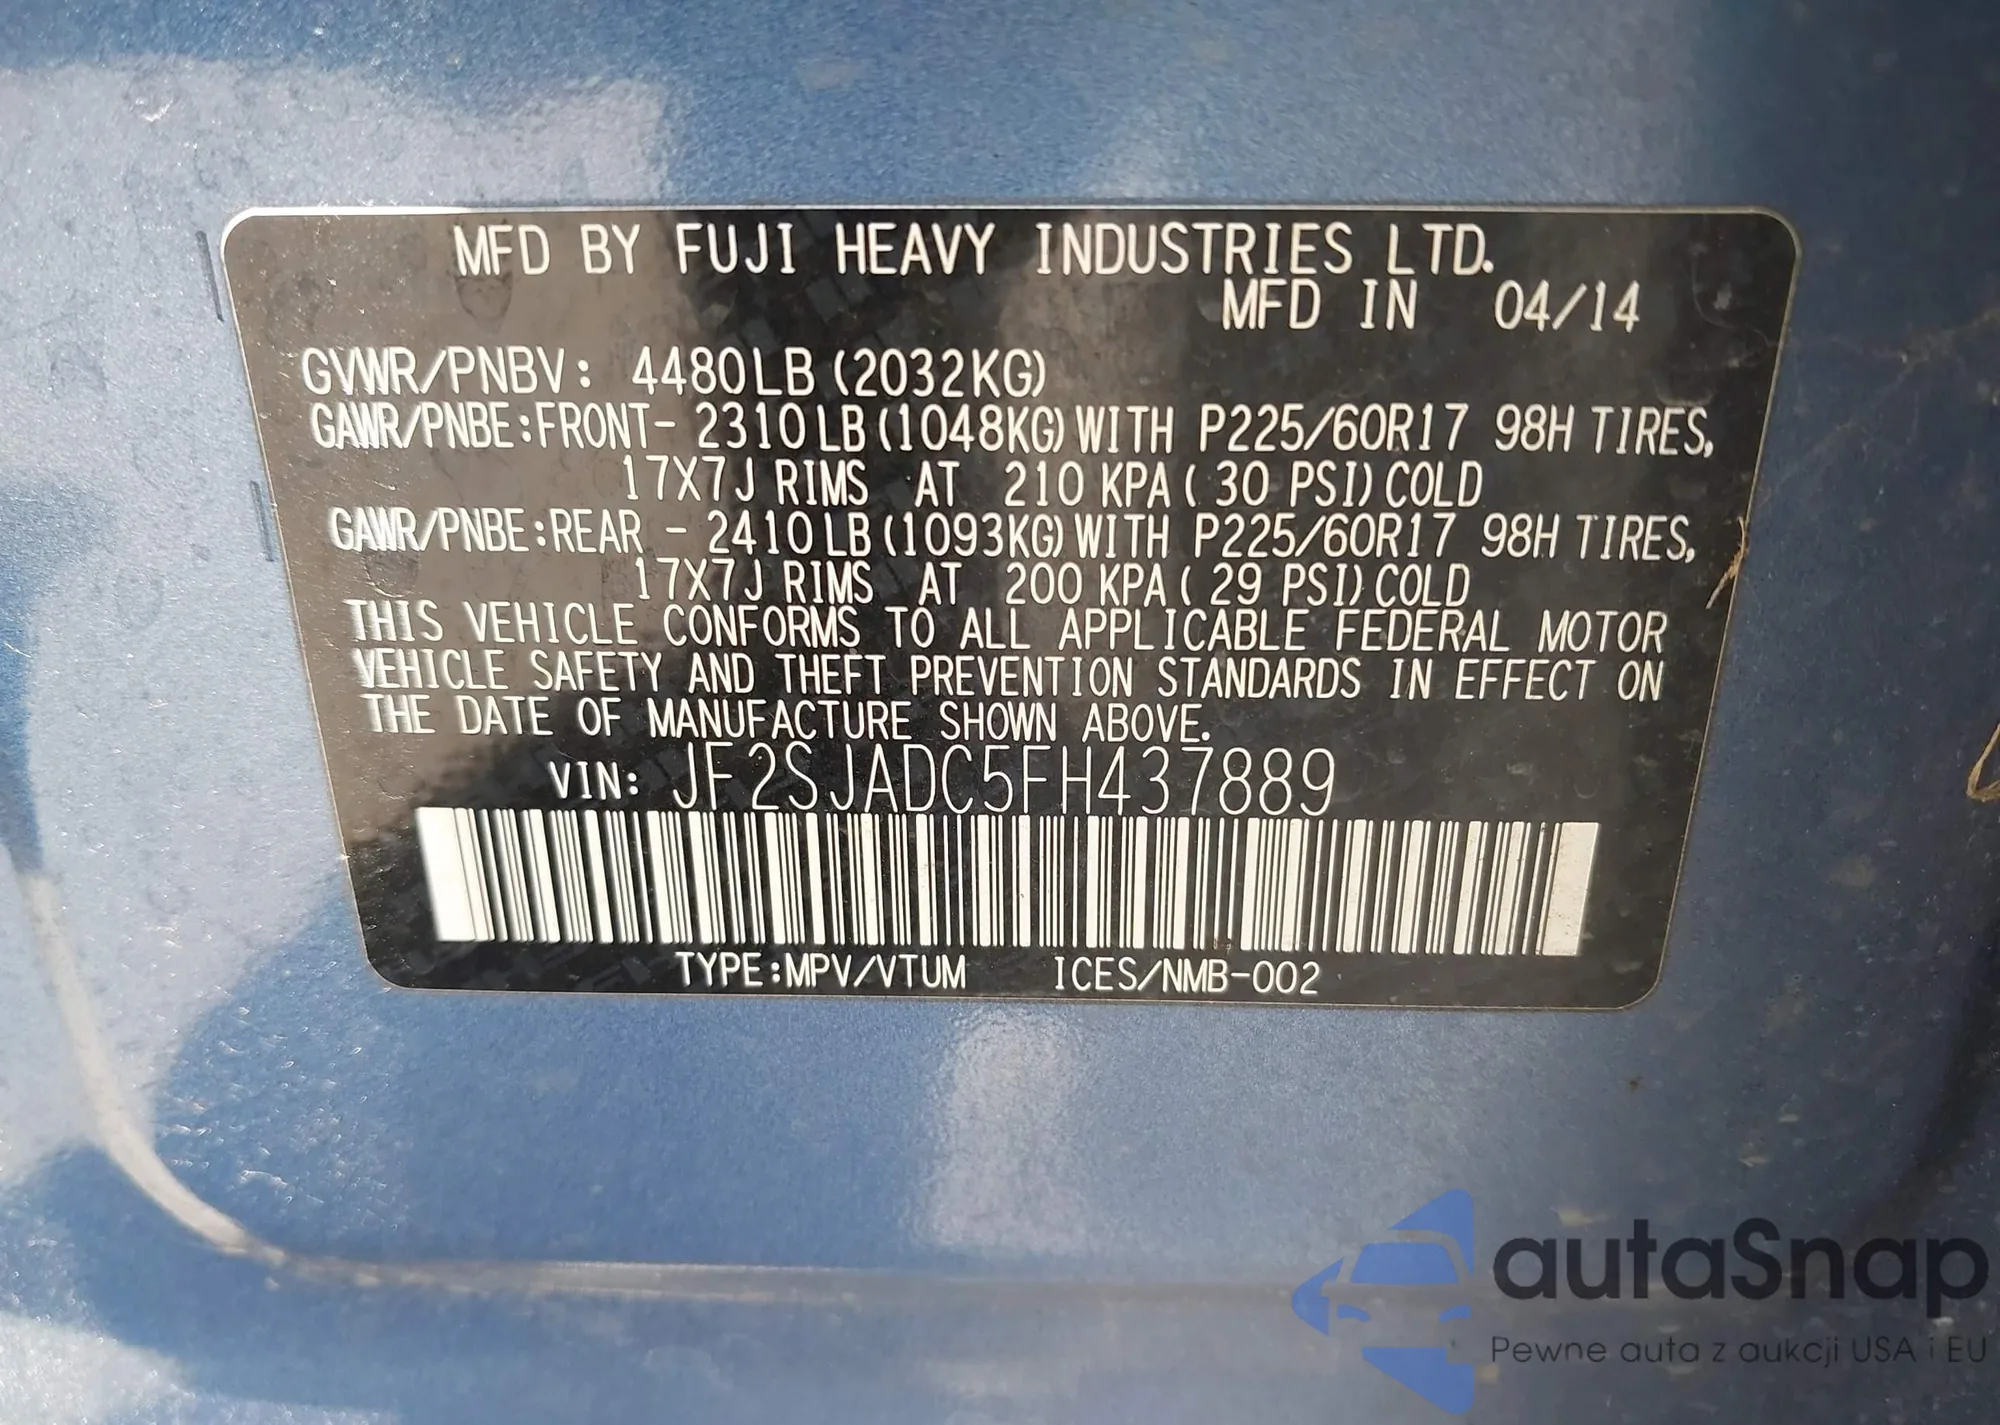 MFD BY FUJI HEAVY INDUSTRIES LTD.
MFD IN 04/14
GVWR/PNBV: 4480LB (2032KG)
GAWR/PNBE:FRONT- 2310LB (1048KG) WITH P225/60R17 98H TIRES,
17X7J RIMS AT 210 KPA ( 30 PSI) COLD
GAWR/PNBE:REAR - 2410LB (1093KG) WITH P225/60R17 98H TIRES,
17X7J RIMS AT 200 KPA ( 29 PSI) COLD
THIS VEHICLE CONFORMS TO ALL APPLICABLE FEDERAL MOTOR
VEHICLE SAFETY AND THEFT PREVENTION STANDARDS IN EFFECT ON
THE DATE OF MANUFACTURE SHOWN ABOVE.
VIN: JF2SJADC5FH437889
TYPE:MPV/VTUM ICES/NMB-002
autaSnap
Pewne auta z aukcji USA i EU